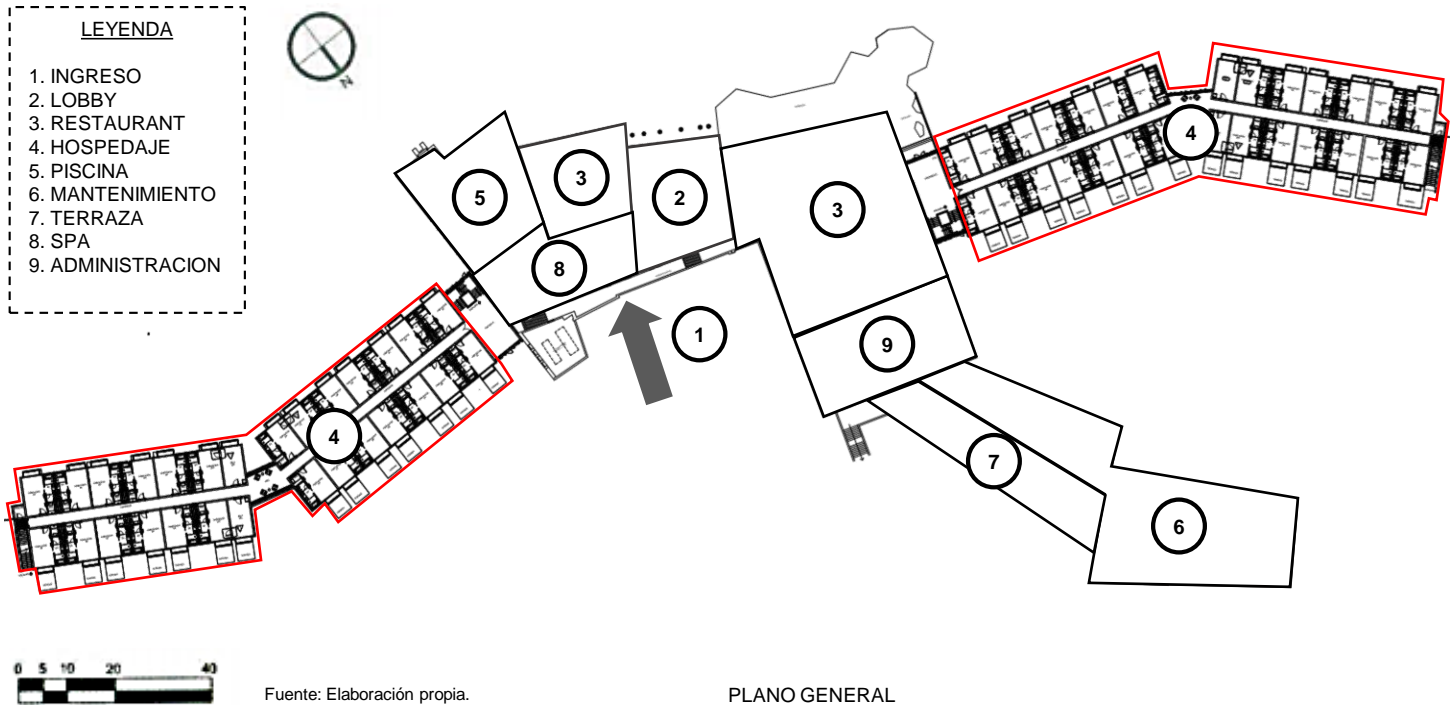 LEYENDA
1. INGRESO
2. LOBBY
3. RESTAURANT
4. HOSPEDAJE
5. PISCINA
6. MANTENIMIENTO
7. TERRAZA
8. SPA
9. ADMINISTRACION
N
4
5
3
2
3
8
1
9
4
7
6
0 5 10 20 40
Fuente: Elaboración propia.
PLANO GENERAL